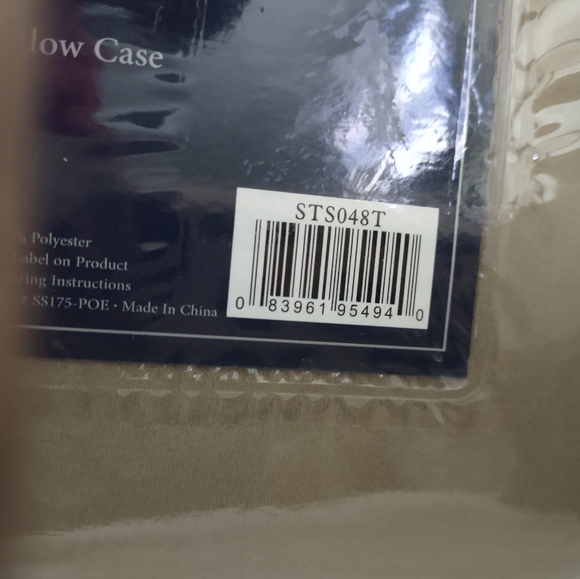 low Case
STS048T
0 83961 95494 0
% Polyester
abel on Product
ring Instructions
# SS175-POE • Made In China